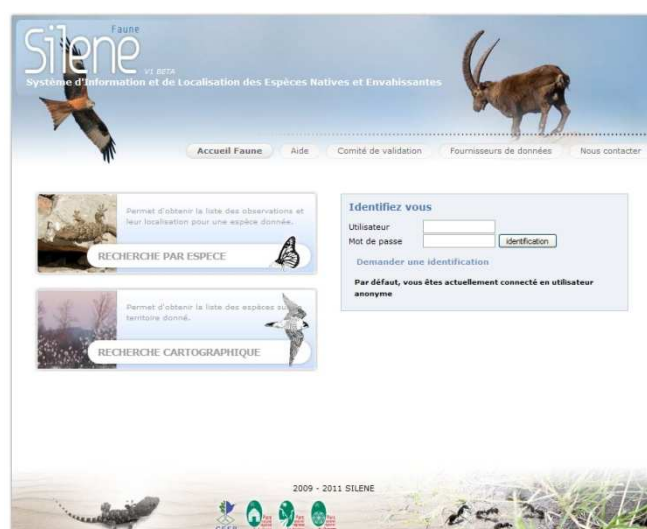 Faune
Silene
V1 BETA
Système d'Information et de Localisation des Espèces Natives et Envahissantes
Accueil Faune
Aide
Comité de validation
Fournisseurs de données
Nous contacter
Permet d'obtenir la liste des observations et
leur localisation pour une espèce donnée.
RECHERCHE PAR ESPECE
Permet d'obtenir la liste des espèces
territoire donné.
RECHERCHE CARTOGRAPHIQUE
Identifiez vous
Utilisateur
Mot de passe
identification
Demander une identification
Par défaut, vous êtes actuellement connecté en utilisateur
anonyme
2009 - 2011 SILENE